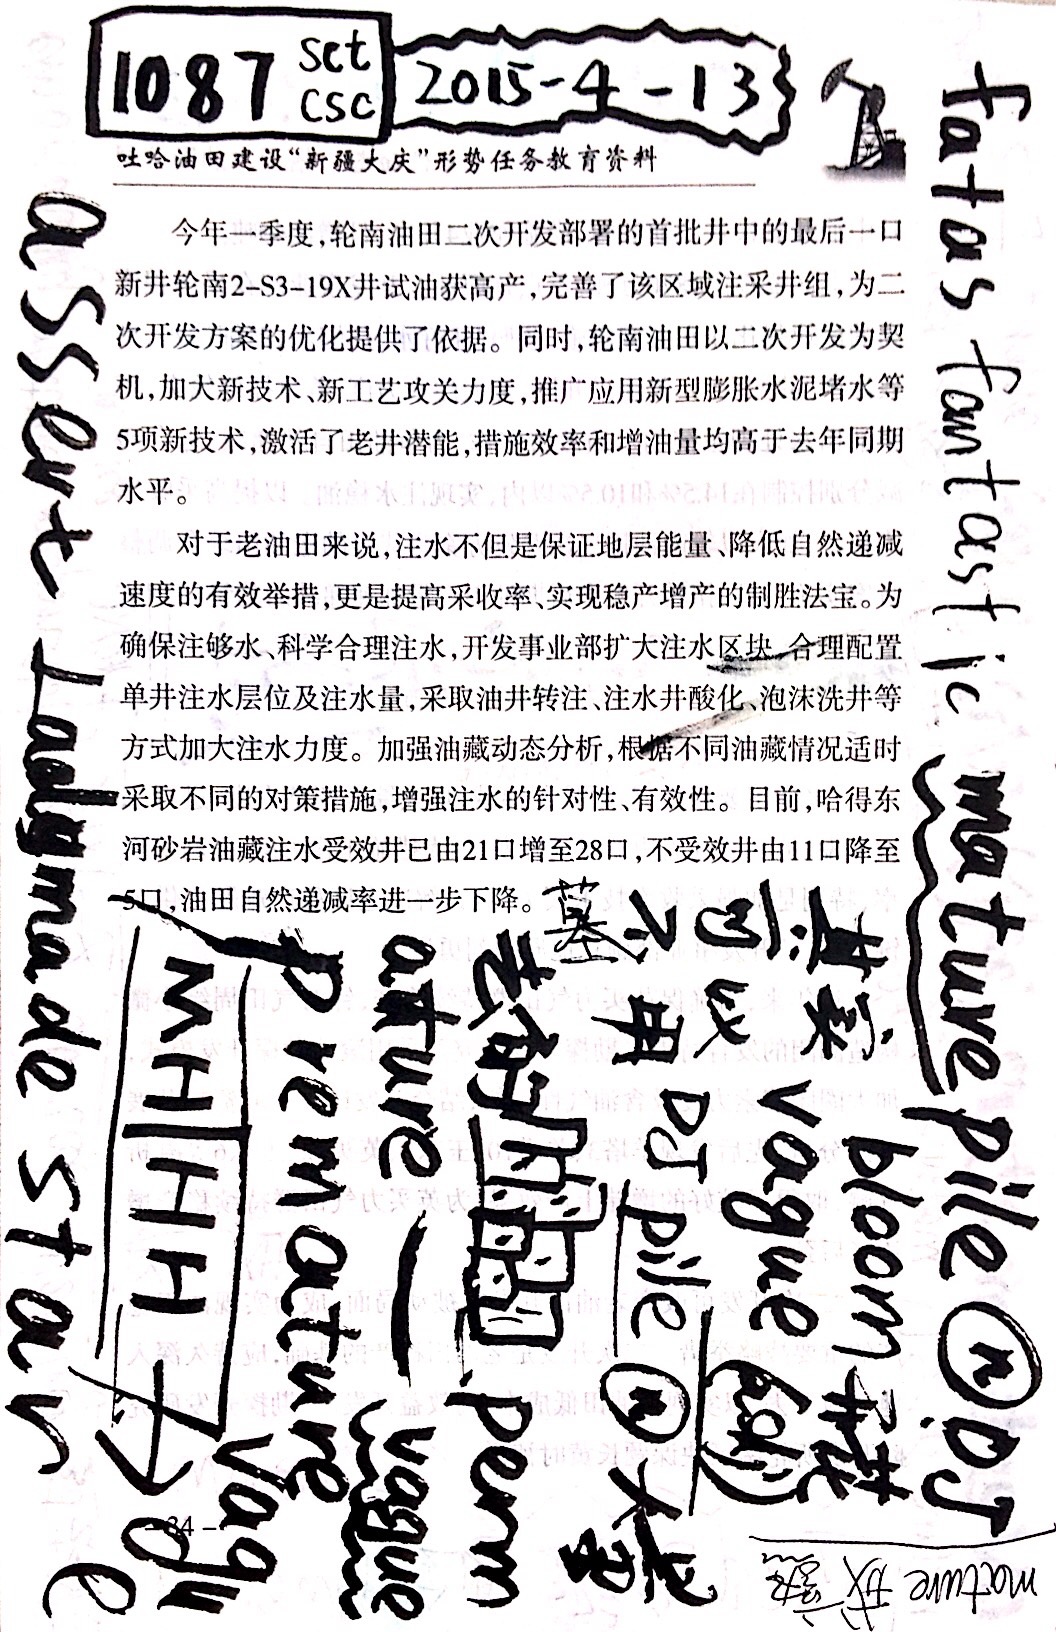 1087 set
csc
2015-4-13
吐哈油田建设“新疆大庆”形势任务教育资料
今年一季度,轮南油田二次开发部署的首批井中的最后一口
新井轮南2-S3-19X井试油获高产,完善了该区域注采井组,为二
次开发方案的优化提供了依据。同时,轮南油田以二次开发为契
机,加大新技术、新工艺攻关力度,推广应用新型膨胀水泥堵水等
5项新技术,激活了老井潜能,措施效率和增油量均高于去年同期
水平。
对于老油田来说,注水不但是保证地层能量、降低自然递减
速度的有效举措,更是提高采收率、实现稳产增产的制胜法宝。为
确保注够水、科学合理注水,开发事业部扩大注水区块、合理配置
单井注水层位及注水量,采取油井转注、注水井酸化、泡沫洗井等
方式加大注水力度。加强油藏动态分析,根据不同油藏情况适时
采取不同的对策措施,增强注水的针对性、有效性。目前,哈得东
河砂岩油藏注水受效井已由21口增至28口,不受效井由11口降至
5口,油田自然递减率进一步下降。
fatas fantastic mature pile n DJ
mature 成熟
其实 vague bloom
可以
不用 DJ pile n 大
墓
老的
perm
ature vague
premature vague
MHHHH
assert Ladymade star
- 34 -